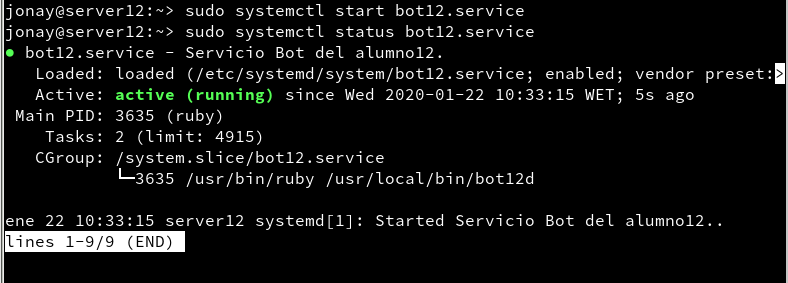 jonay@server12:~> sudo systemctl start bot12.service
jonay@server12:~> sudo systemctl status bot12.service
● bot12.service - Servicio Bot del alumno12.
   Loaded: loaded (/etc/systemd/system/bot12.service; enabled; vendor preset:>
   Active: active (running) since Wed 2020-01-22 10:33:15 WET; 5s ago
 Main PID: 3635 (ruby)
    Tasks: 2 (limit: 4915)
   CGroup: /system.slice/bot12.service
           └─3635 /usr/bin/ruby /usr/local/bin/bot12d
ene 22 10:33:15 server12 systemd[1]: Started Servicio Bot del alumno12..
lines 1-9/9 (END)